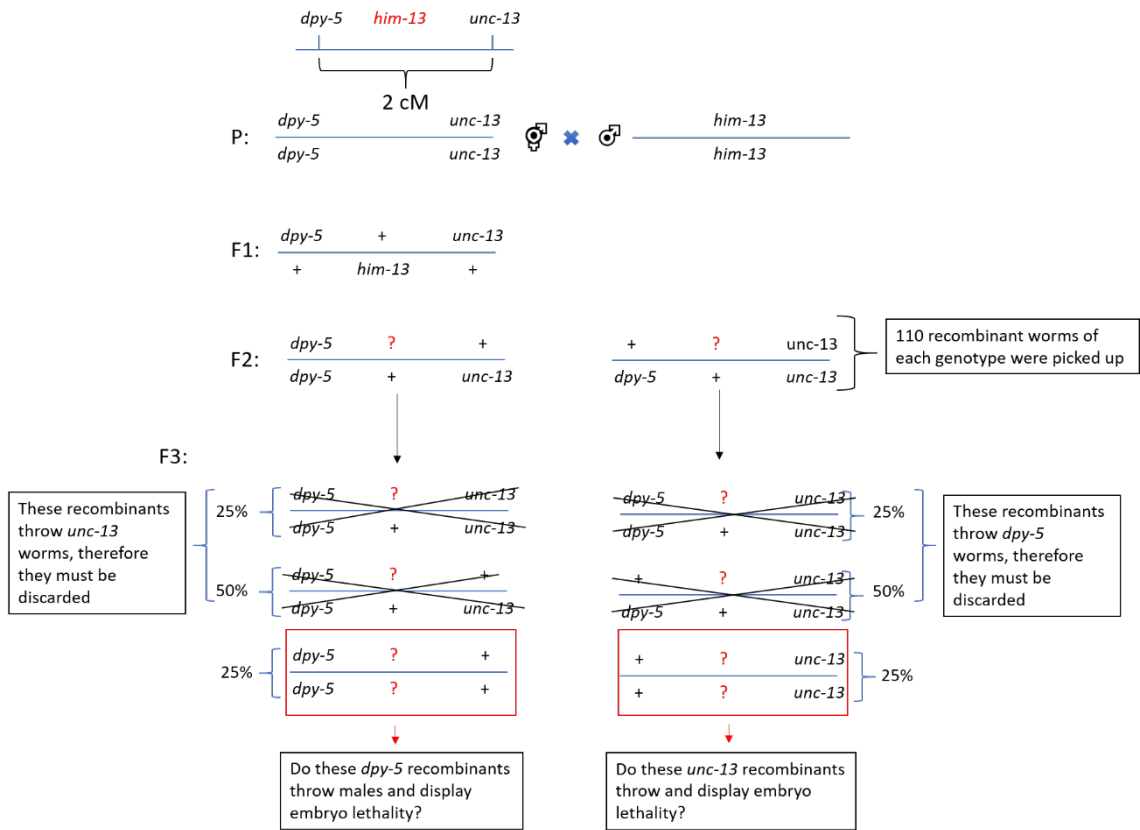 dpy-5 him-13 unc-13
2 cM
P: dpy-5 unc-13 him-13
dpy-5 unc-13 him-13
F1: dpy-5 + unc-13
+ him-13 +
F2: dpy-5 ? +
dpy-5 + unc-13
+ ? unc-13
dpy-5 + unc-13
110 recombinant worms of
each genotype were picked up
F3:
These recombinants
throw unc-13
worms, therefore
they must be
discarded
25%
dpy-5 ? unc-13
dpy-5 + unc-13
50%
dpy-5 ? +
dpy-5 + unc-13
25%
dpy-5 ? +
dpy-5 ? +
Do these dpy-5 recombinants
throw males and display
embryo lethality?
dpy-5 ? unc-13
dpy-5 + unc-13
25%
+ ? unc-13
dpy-5 + unc-13
50%
+ ? unc-13
+ ? unc-13
25%
These recombinants
throw dpy-5
worms, therefore
they must be
discarded
Do these unc-13 recombinants
throw and display embryo
lethality?